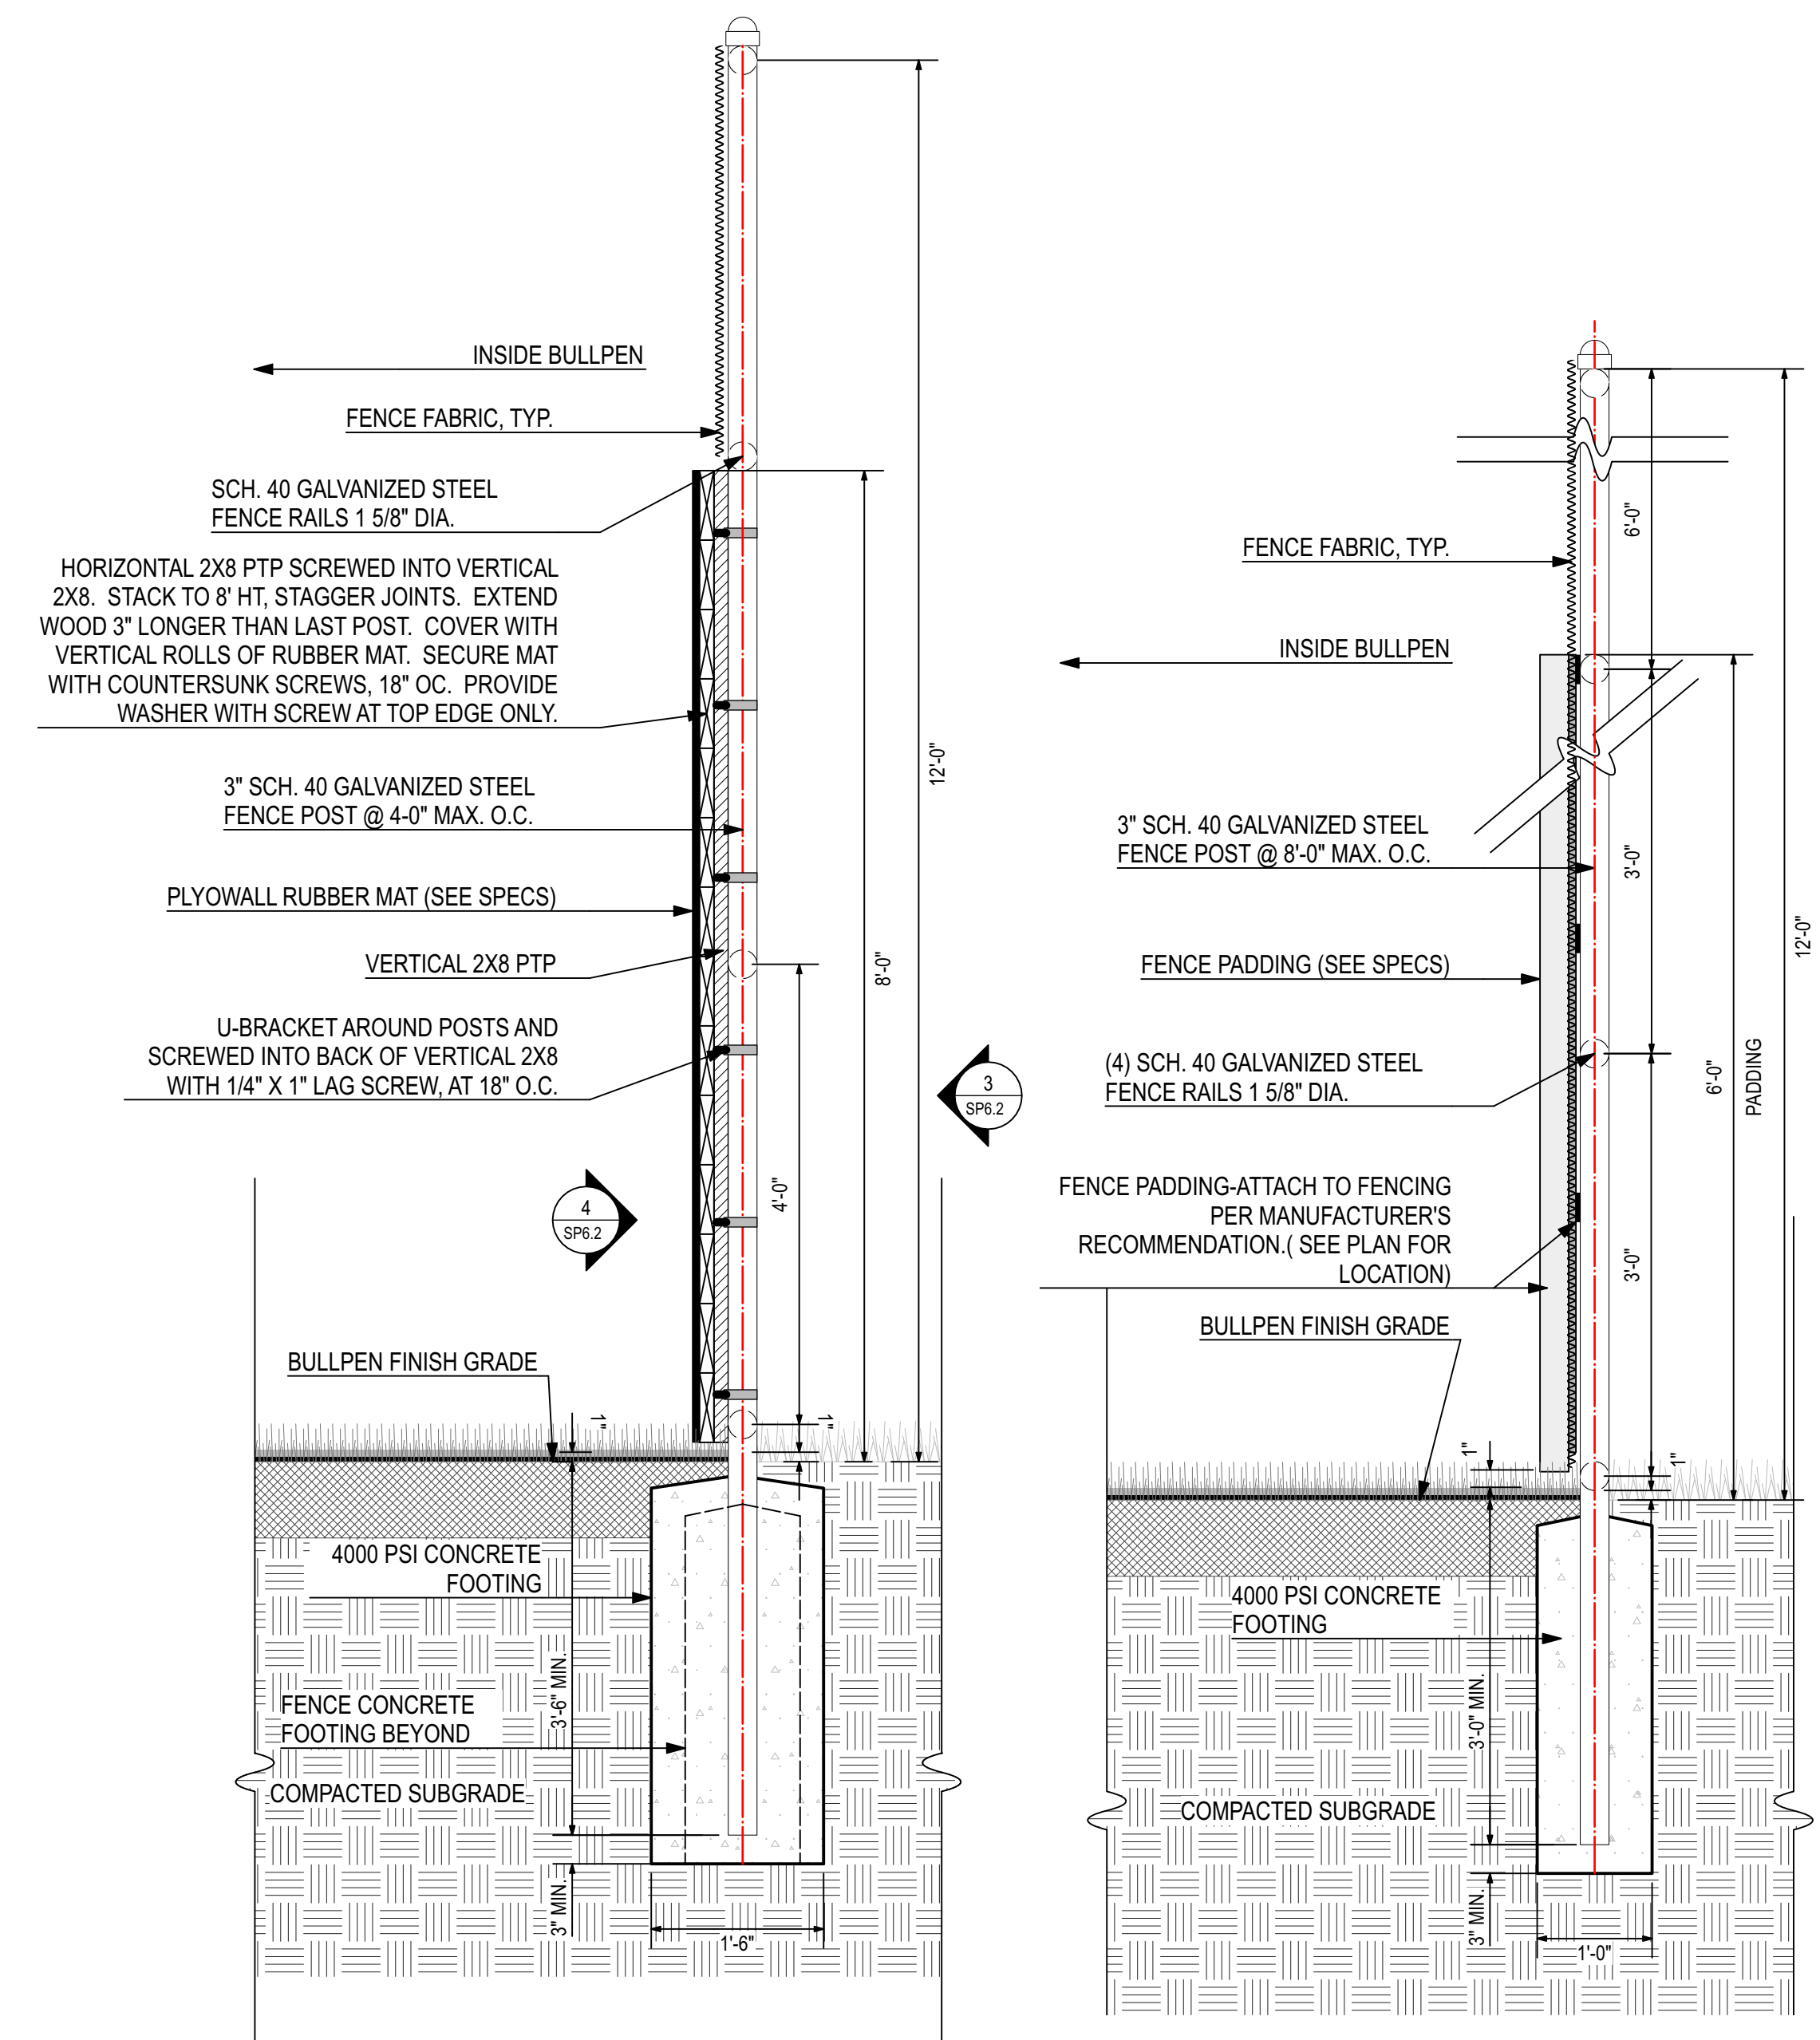 INSIDE BULLPEN
FENCE FABRIC, TYP.
SCH. 40 GALVANIZED STEEL
FENCE RAILS 1 5/8" DIA.
HORIZONTAL 2X8 PTP SCREWED INTO VERTICAL
2X8. STACK TO 8' HT, STAGGER JOINTS. EXTEND
WOOD 3" LONGER THAN LAST POST. COVER WITH
VERTICAL ROLLS OF RUBBER MAT. SECURE MAT
WITH COUNTERSUNK SCREWS, 18" OC. PROVIDE
WASHER WITH SCREW AT TOP EDGE ONLY.
3" SCH. 40 GALVANIZED STEEL
FENCE POST @ 4-0" MAX. O.C.
PLYOWALL RUBBER MAT (SEE SPECS)
VERTICAL 2X8 PTP
U-BRACKET AROUND POSTS AND
SCREWED INTO BACK OF VERTICAL 2X8
WITH 1/4" X 1" LAG SCREW, AT 18" O.C.
4
SP6.2
3
SP6.2
12'-0"
8'-0"
4'-0"
BULLPEN FINISH GRADE
1"
1"
4000 PSI CONCRETE
FOOTING
3'-6" MIN.
FENCE CONCRETE
FOOTING BEYOND
COMPACTED SUBGRADE
3" MIN.
1'-6"
FENCE FABRIC, TYP.
INSIDE BULLPEN
3" SCH. 40 GALVANIZED STEEL
FENCE POST @ 8'-0" MAX. O.C.
FENCE PADDING (SEE SPECS)
(4) SCH. 40 GALVANIZED STEEL
FENCE RAILS 1 5/8" DIA.
FENCE PADDING-ATTACH TO FENCING
PER MANUFACTURER'S
RECOMMENDATION.( SEE PLAN FOR
LOCATION)
BULLPEN FINISH GRADE
6'-0"
3'-0"
3'-0"
6'-0"
PADDING
12'-0"
1"
1"
4000 PSI CONCRETE
FOOTING
3'-0" MIN.
COMPACTED SUBGRADE
3" MIN.
1'-0"